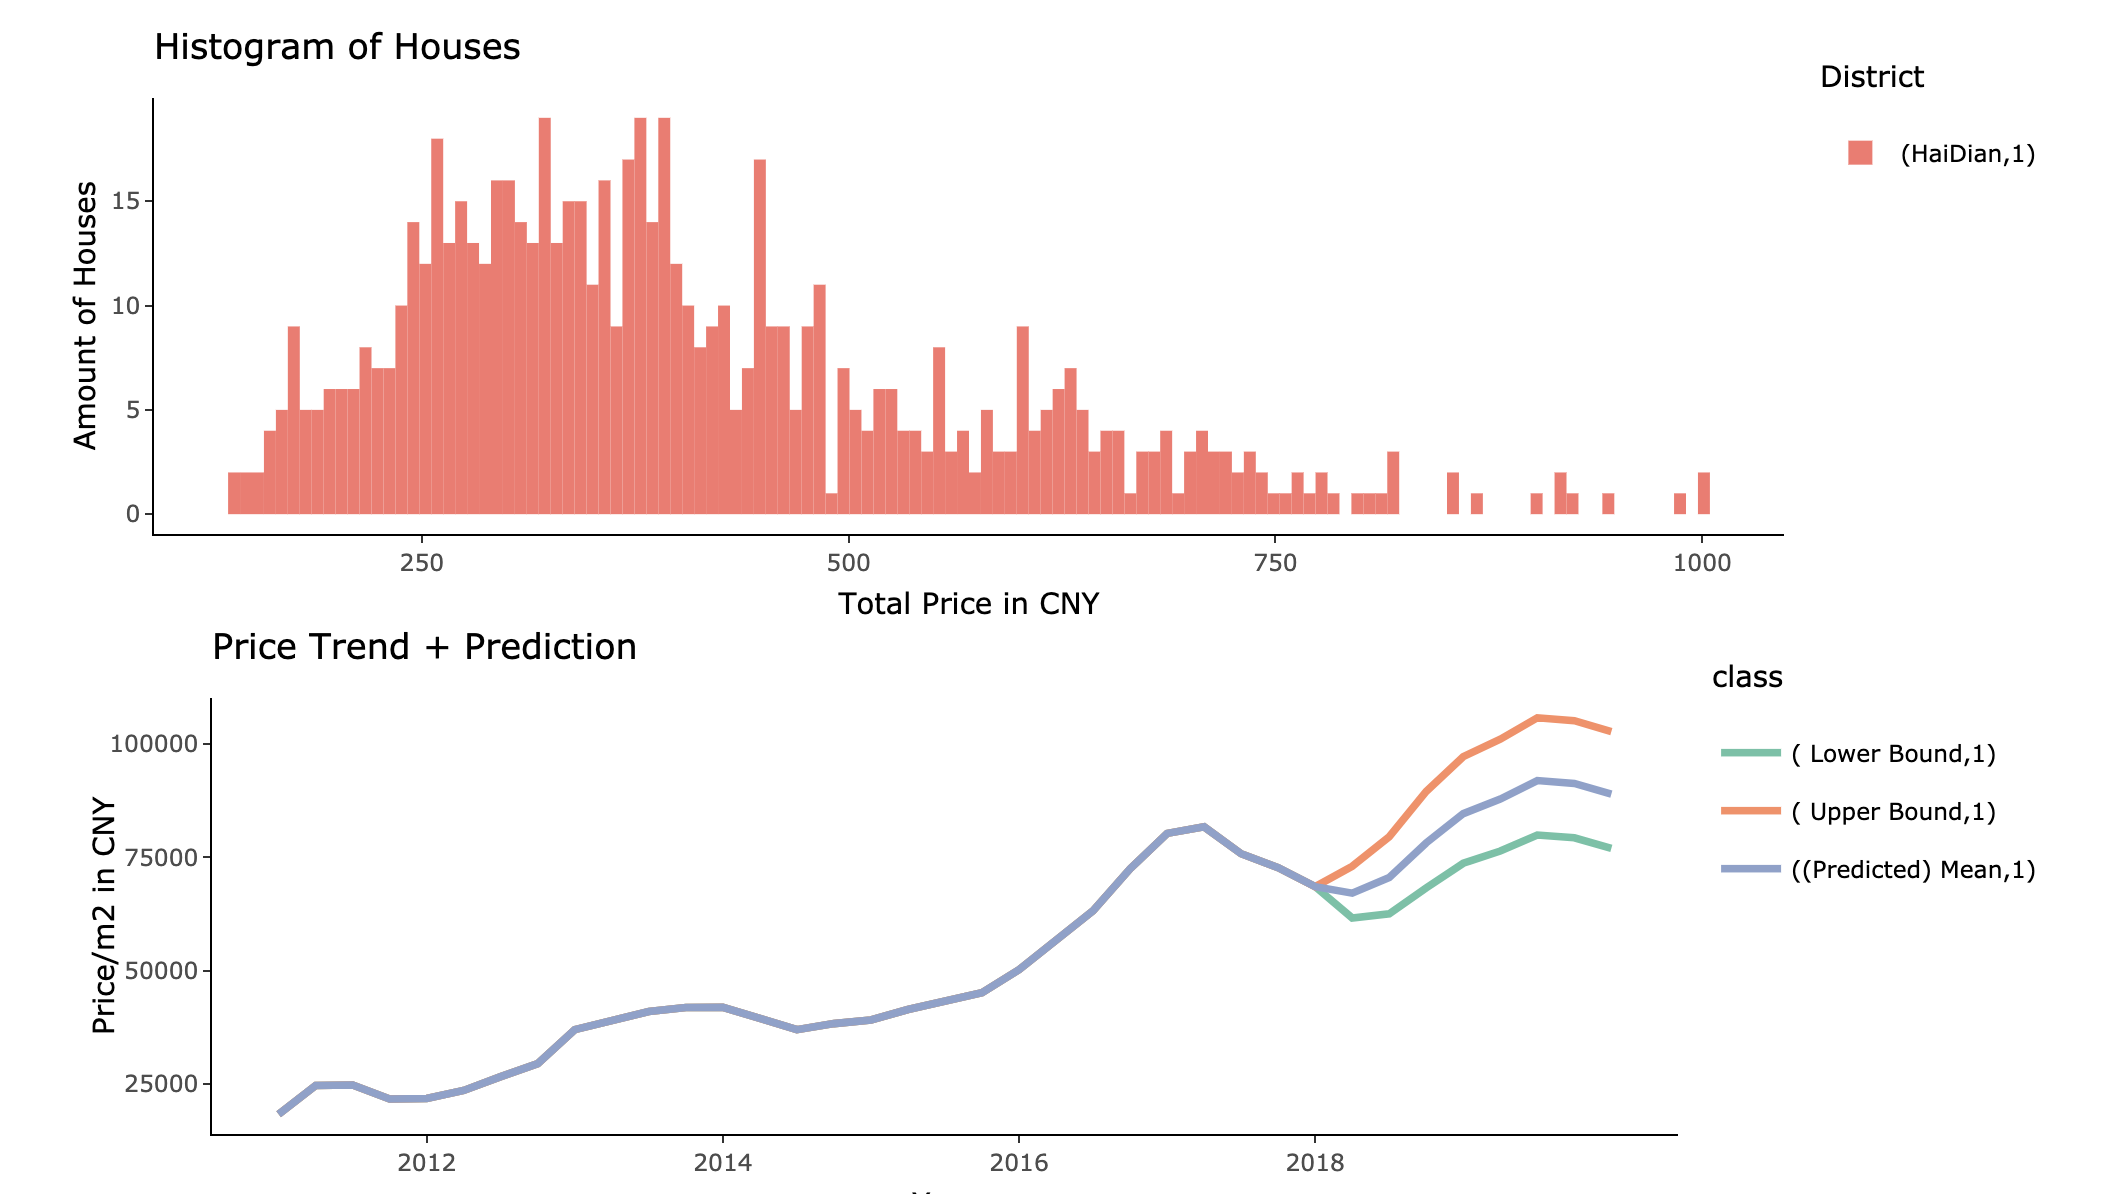 Histogram of Houses
District
(HaiDian,1)
Amount of Houses
15
10
5
0
250
500
750
1000
Total Price in CNY
Price Trend + Prediction
class
( Lower Bound,1)
( Upper Bound,1)
((Predicted) Mean,1)
Price/m2 in CNY
100000
75000
50000
25000
2012
2014
2016
2018